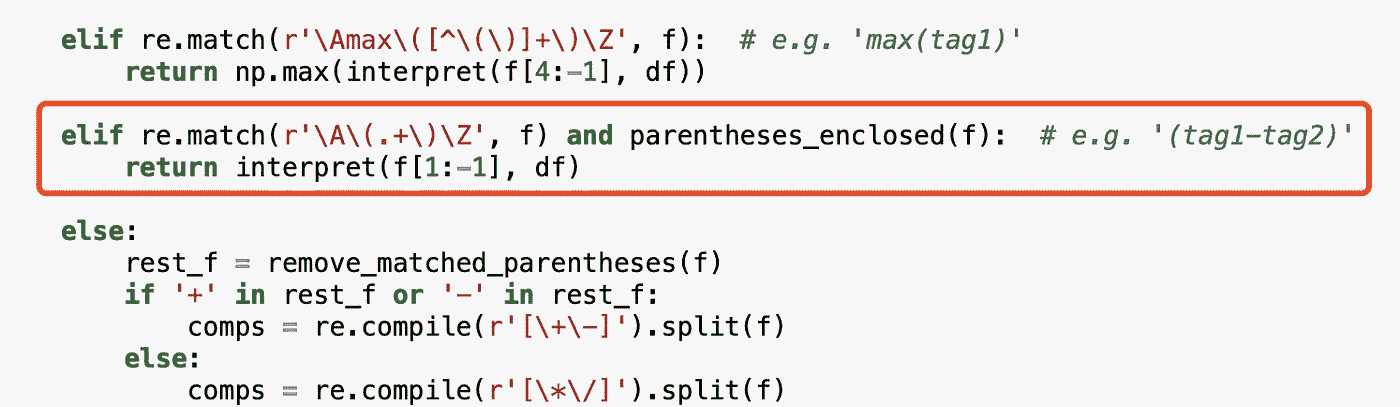 elif re.match(r'\Amax\([^\(\)]+\)\Z', f):  # e.g. 'max(tag1)'
    return np.max(interpret(f[4:-1], df))
elif re.match(r'\A\(.+\)\Z', f) and parentheses_enclosed(f):  # e.g. '(tag1-tag2)'
    return interpret(f[1:-1], df)
else:
    rest_f = remove_matched_parentheses(f)
    if '+' in rest_f or '-' in rest_f:
        comps = re.compile(r'[\+\-]').split(f)
    else:
        comps = re.compile(r'[\*\/]').split(f)